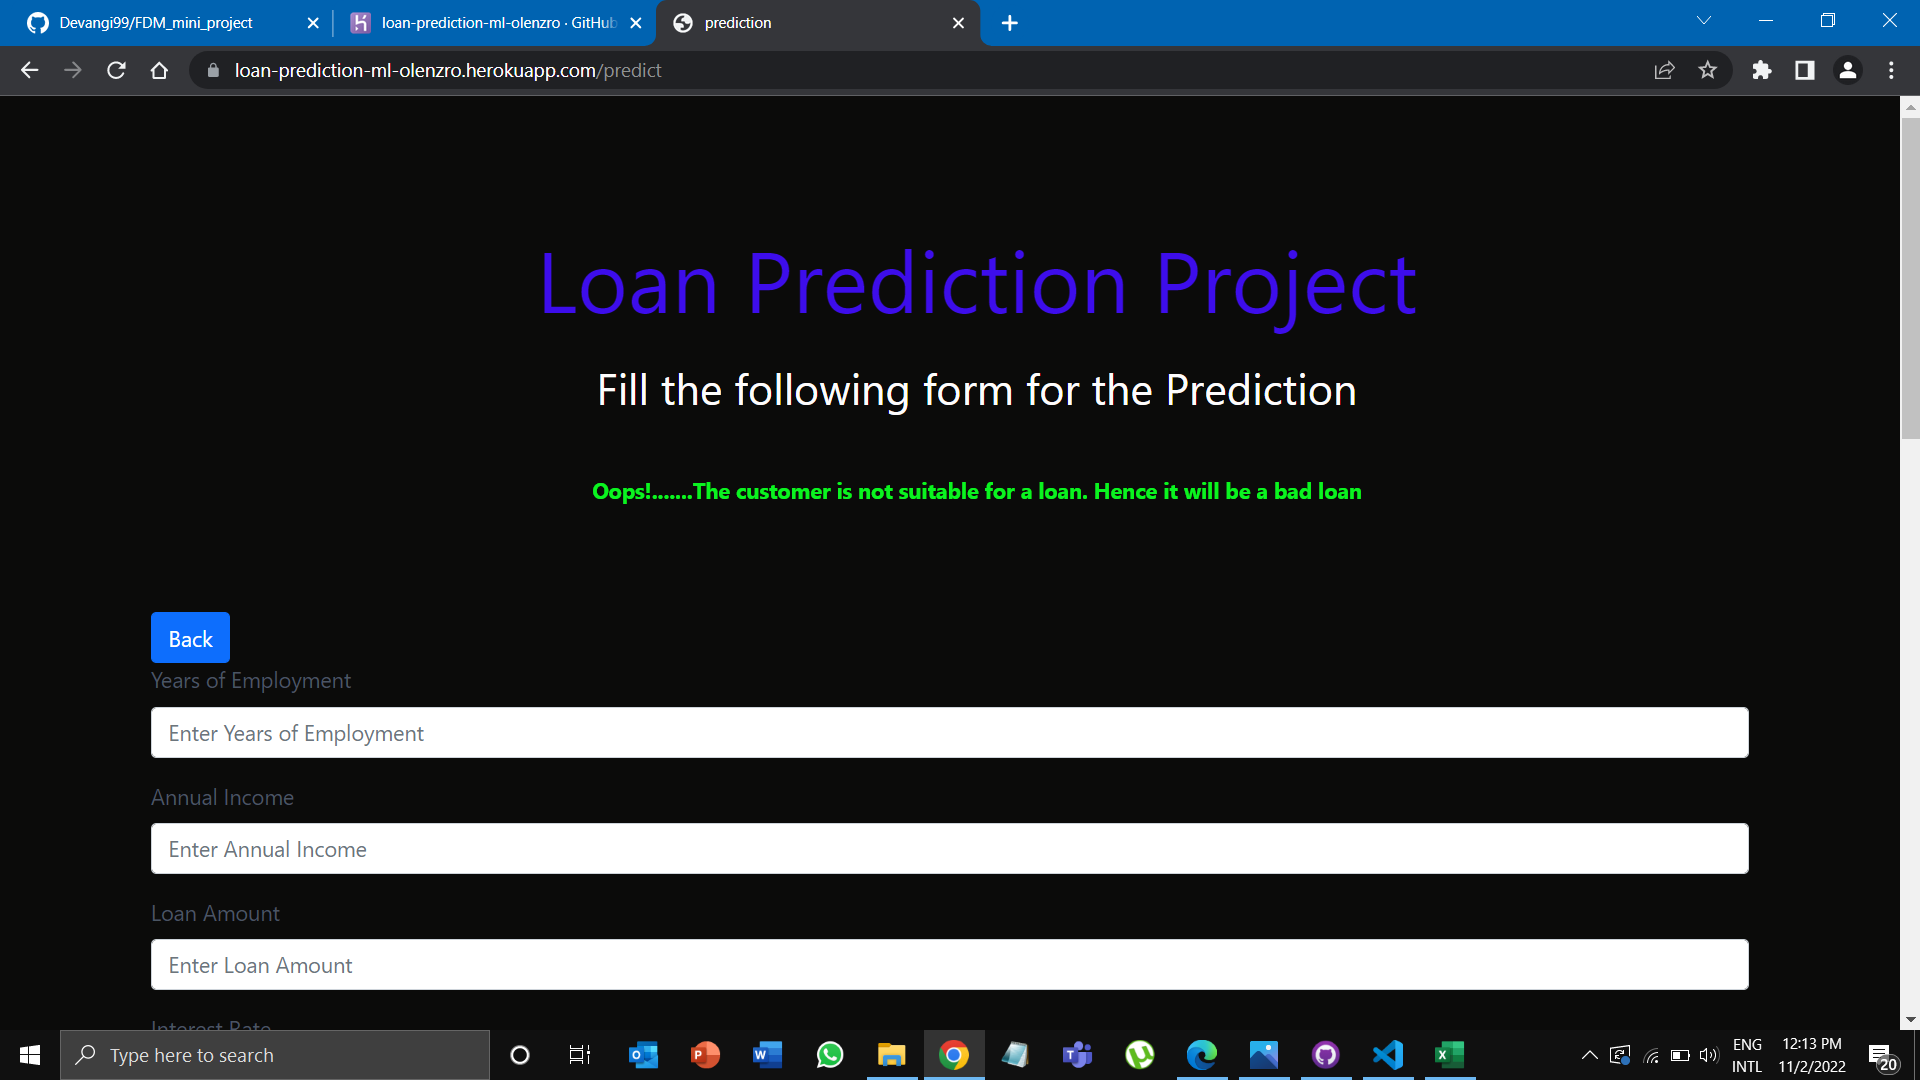 Devangi99/FDM_mini_project
loan-prediction-ml-olenzro · GitHub
prediction
loan-prediction-ml-olenzro.herokuapp.com/predict
Loan Prediction Project
Fill the following form for the Prediction
Oops!.......The customer is not suitable for a loan. Hence it will be a bad loan
Back
Years of Employment
Enter Years of Employment
Annual Income
Enter Annual Income
Loan Amount
Enter Loan Amount
Interest Rate
Type here to search
ENG
INTL
12:13 PM
11/2/2022
20